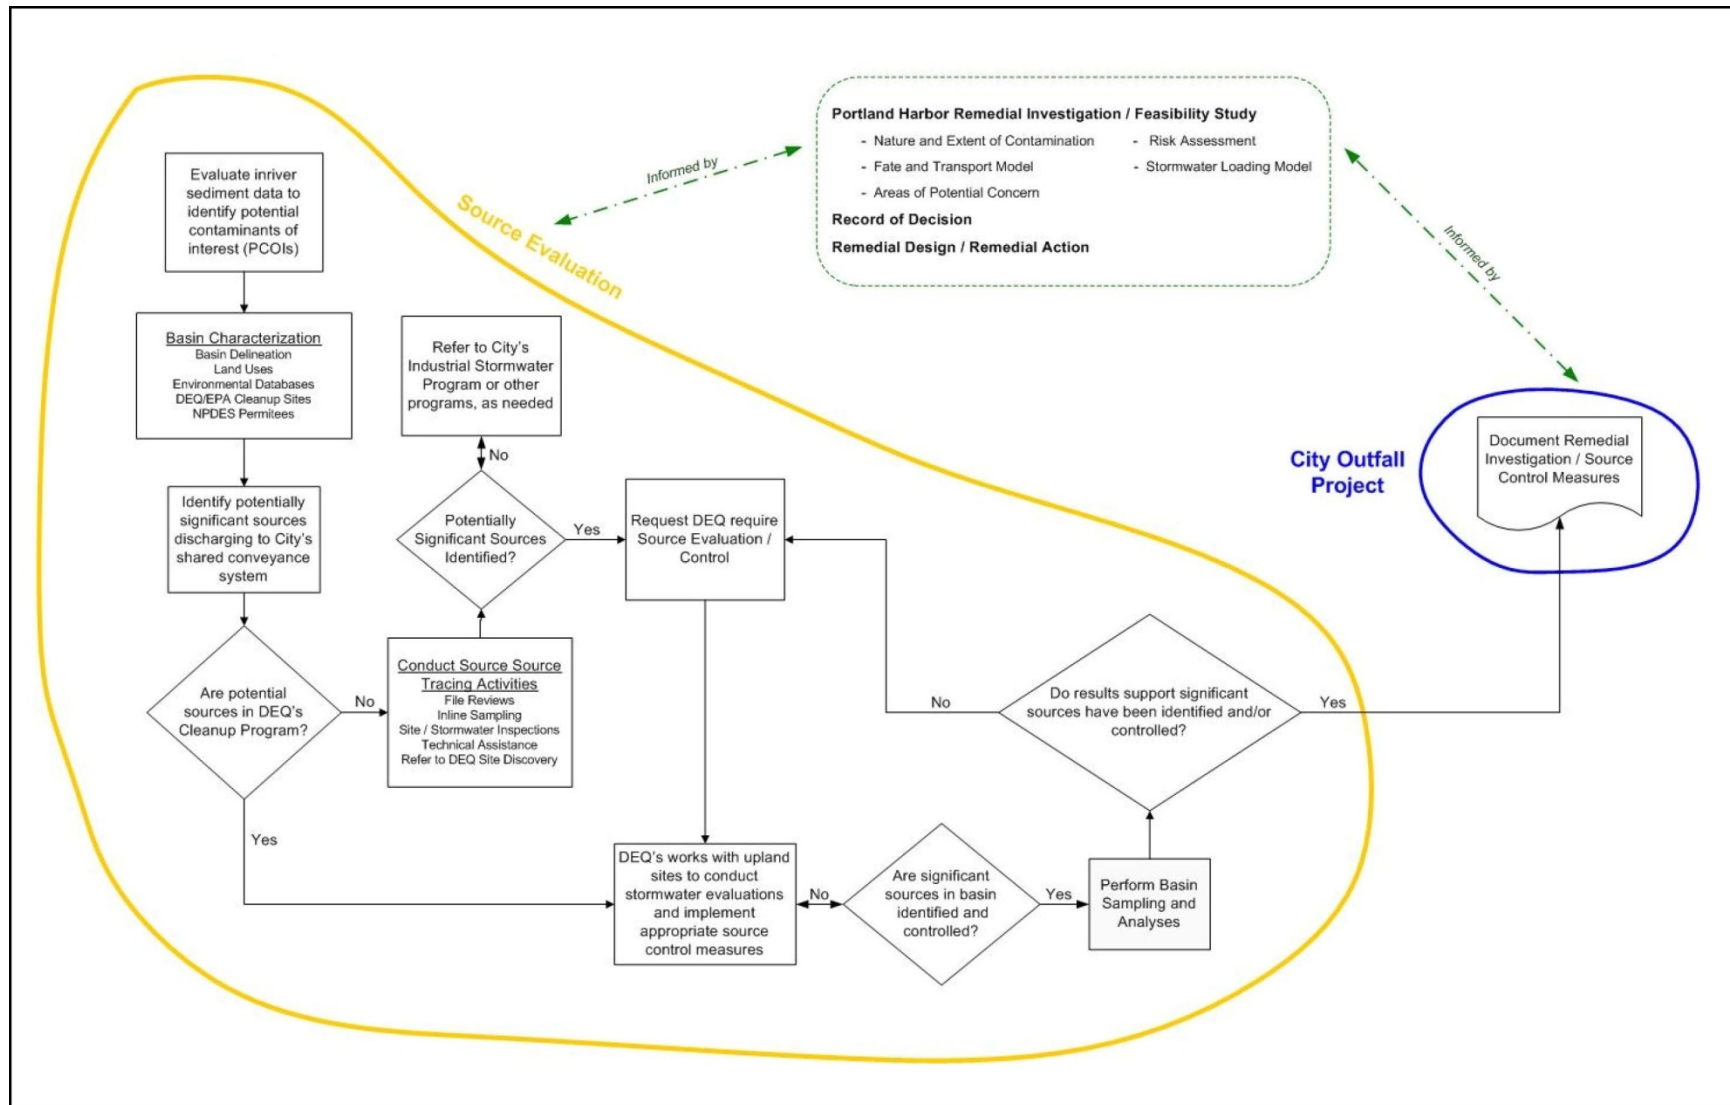 Portland Harbor Remedial Investigation / Feasibility Study
- Nature and Extent of Contamination
- Risk Assessment
- Fate and Transport Model
- Stormwater Loading Model
- Areas of Potential Concern
Record of Decision
Remedial Design / Remedial Action
Informed by
Informed by
Source Evaluation
Evaluate inriver
sediment data to
identify potential
contaminants of
interest (PCOIs)
Basin Characterization
Basin Delineation
Land Uses
Environmental Databases
DEQ/EPA Cleanup Sites
NPDES Permitees
Identify potentially
significant sources
discharging to City's
shared conveyance
system
Are potential
sources in DEQ's
Cleanup Program?
No
Yes
Conduct Source Source
Tracing Activities
File Reviews
Inline Sampling
Site / Stormwater Inspections
Technical Assistance
Refer to DEQ Site Discovery
Potentially
Significant Sources
Identified?
No
Refer to City's
Industrial Stormwater
Program or other
programs, as needed
Yes
Request DEQ require
Source Evaluation /
Control
DEQ's works with upland
sites to conduct
stormwater evaluations
and implement
appropriate source
control measures
No
Are significant
sources in basin
identified and
controlled?
Yes
Perform Basin
Sampling and
Analyses
Do results support significant
sources have been identified and/or
controlled?
No
Yes
City Outfall
Project
Document Remedial
Investigation / Source
Control Measures